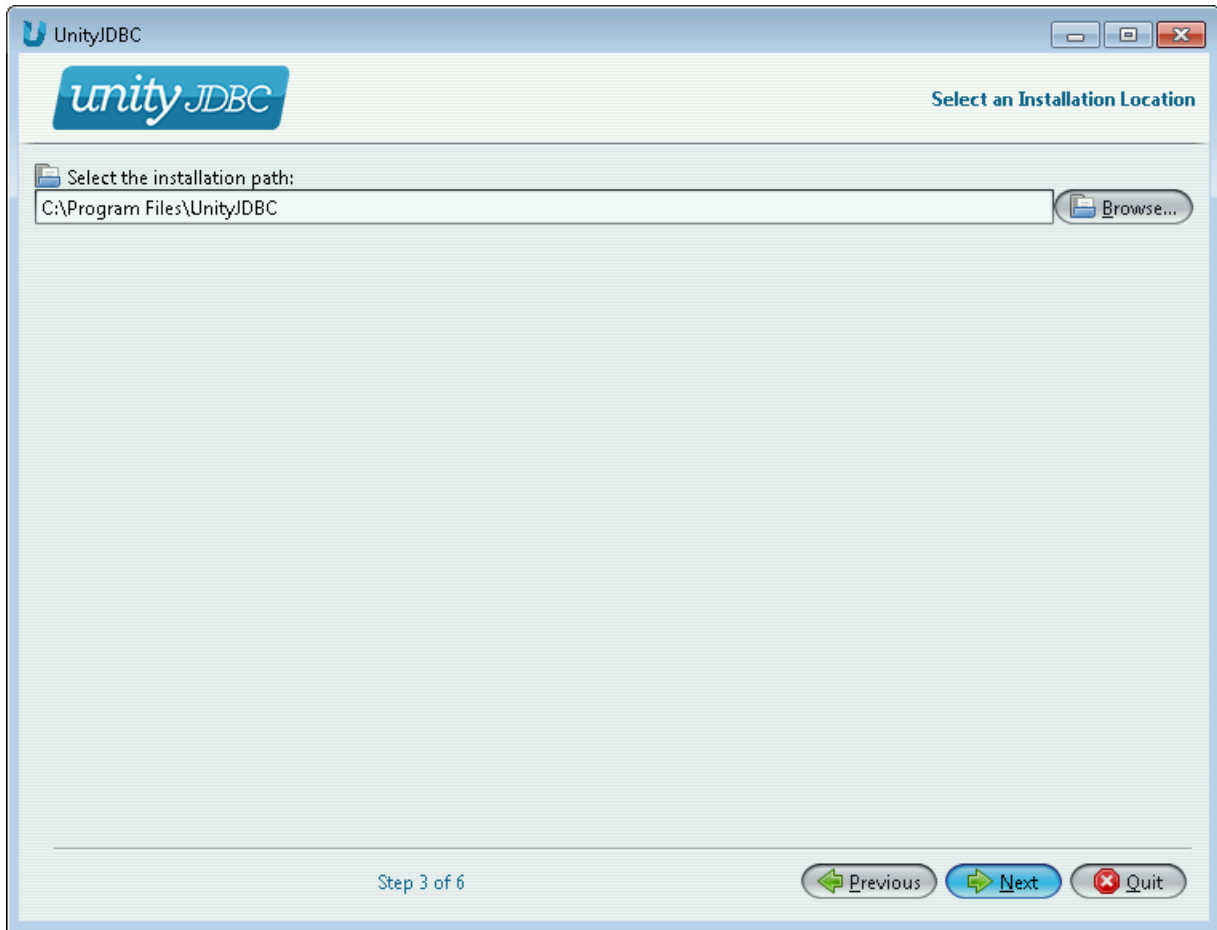 UnityJDBC
unity JDBC
Select an Installation Location
Select the installation path:
C:\Program Files\UnityJDBC
Browse...
Step 3 of 6
Previous
Next
Quit